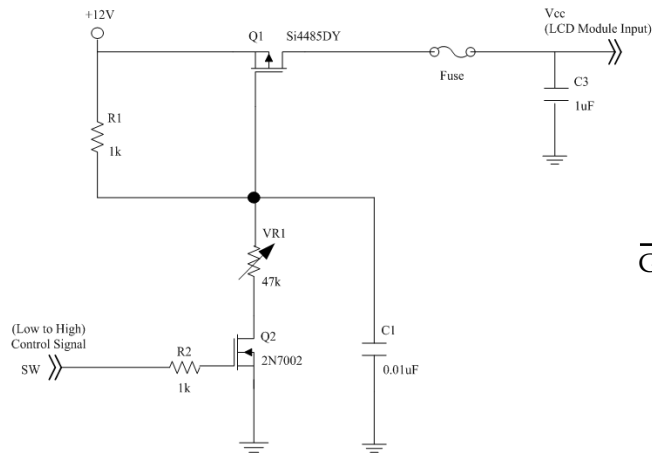 +12V
Q1
Si4485DY
Vcc
(LCD Module Input)
Fuse
C3
1uF
R1
1k
VR1
47k
(Low to High)
Control Signal
SW
R2
1k
Q2
2N7002
C1
0.01uF